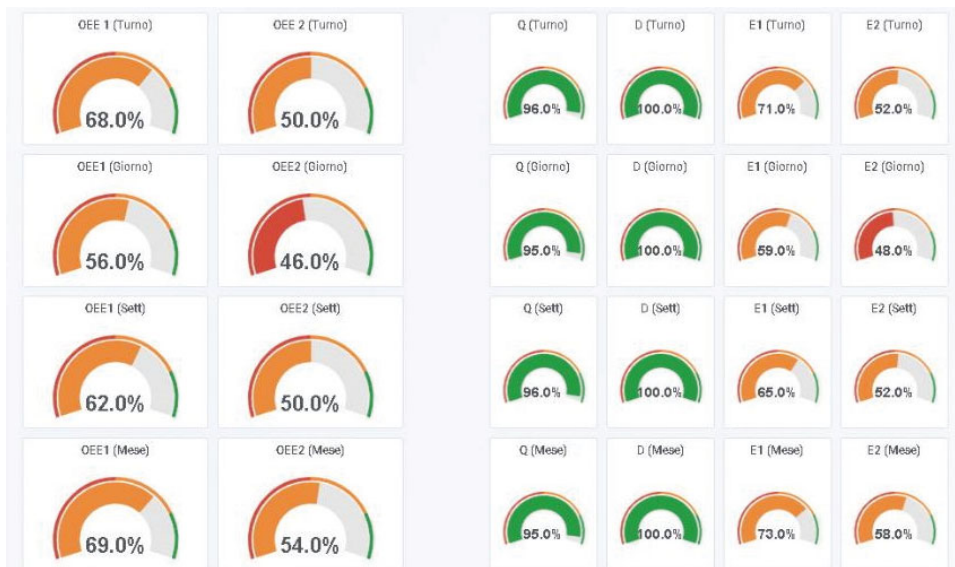 OEE 1 (Turno) OEE 2 (Turno) Q (Turno) D (Turno) E1 (Turno) E2 (Turno)
68.0% 50.0% 96.0% 100.0% 71.0% 52.0%
OEE1 (Giorno) OEE2 (Giorno) Q (Giorno) D (Giorno) E1 (Giorno) E2 (Giorno)
56.0% 46.0% 95.0% 100.0% 59.0% 48.0%
OEE1 (Sett) OEE2 (Sett) Q (Sett) D (Sett) E1 (Sett) E2 (Sett)
62.0% 50.0% 96.0% 100.0% 65.0% 52.0%
OEE1 (Mese) OEE2 (Mese) Q (Mese) D (Mese) E1 (Mese) E2 (Mese)
69.0% 54.0% 95.0% 100.0% 73.0% 58.0%